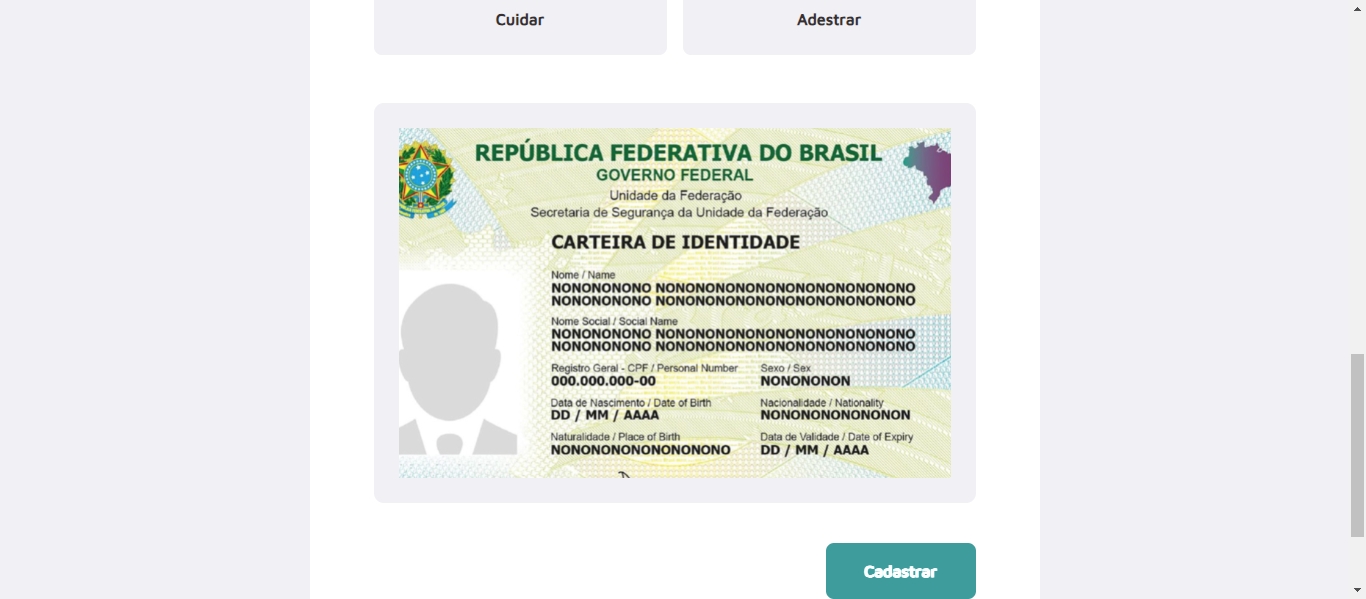 Cuidar
Adestrar
REPÚBLICA FEDERATIVA DO BRASIL
GOVERNO FEDERAL
Unidade da Federação
Secretaria de Segurança da Unidade da Federação
CARTEIRA DE IDENTIDADE
Nome / Name
NONONONONO NONONONONONONONONONONONONO
NONONONONO NONONONONONONONONONONONONO
Nome Social / Social Name
NONONONONO NONONONONONONONONONONONONO
NONONONONO NONONONONONONONONONONONONO
Registro Geral - CPF / Personal Number
Sexo / Sex
000.000.000-00
NONONONON
Data de Nascimento / Date of Birth
Nacionalidade / Nationality
DD / MM / AAAA
NONONONONONONON
Naturalidade / Place of Birth
Data de Validade / Date of Expiry
NONONONONONONONONO
DD / MM / AAAA
Cadastrar